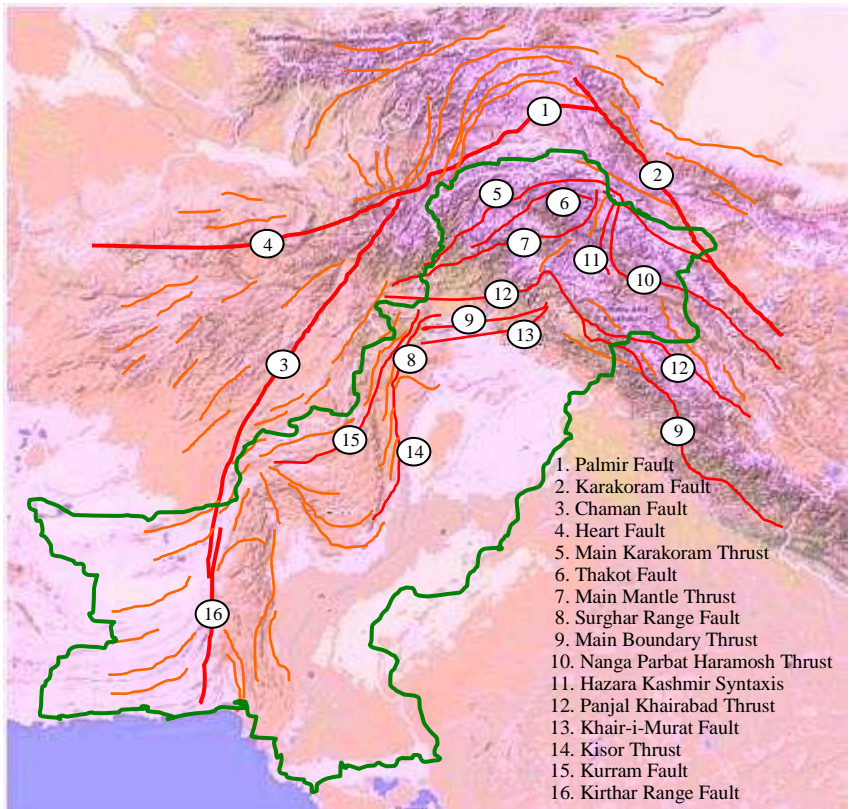 1
2
5
6
4
7
11
10
12
9
13
8
3
12
15
9
14
16
1. Palmir Fault
2. Karakoram Fault
3. Chaman Fault
4. Heart Fault
5. Main Karakoram Thrust
6. Thakot Fault
7. Main Mantle Thrust
8. Surghar Range Fault
9. Main Boundary Thrust
10. Nanga Parbat Haramosh Thrust
11. Hazara Kashmir Syntaxis
12. Panjal Khairabad Thrust
13. Khair-i-Murat Fault
14. Kisor Thrust
15. Kurram Fault
16. Kirthar Range Fault